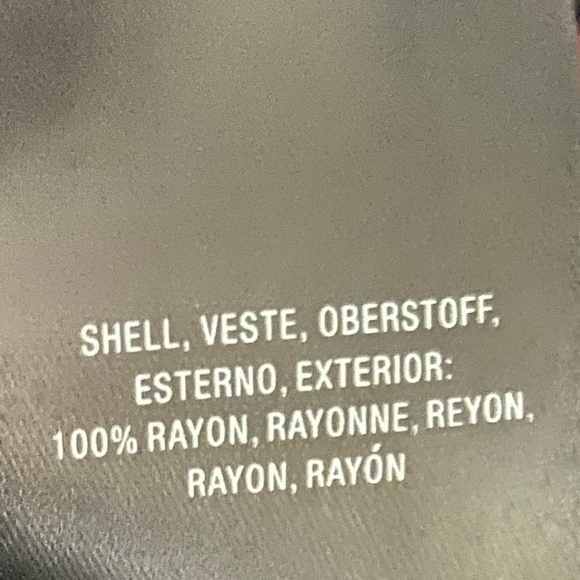 SHELL, VESTE, OBERSTOFF,
ESTERNO, EXTERIOR:
100% RAYON, RAYONNE, REYON,
RAYON, RAYÓN